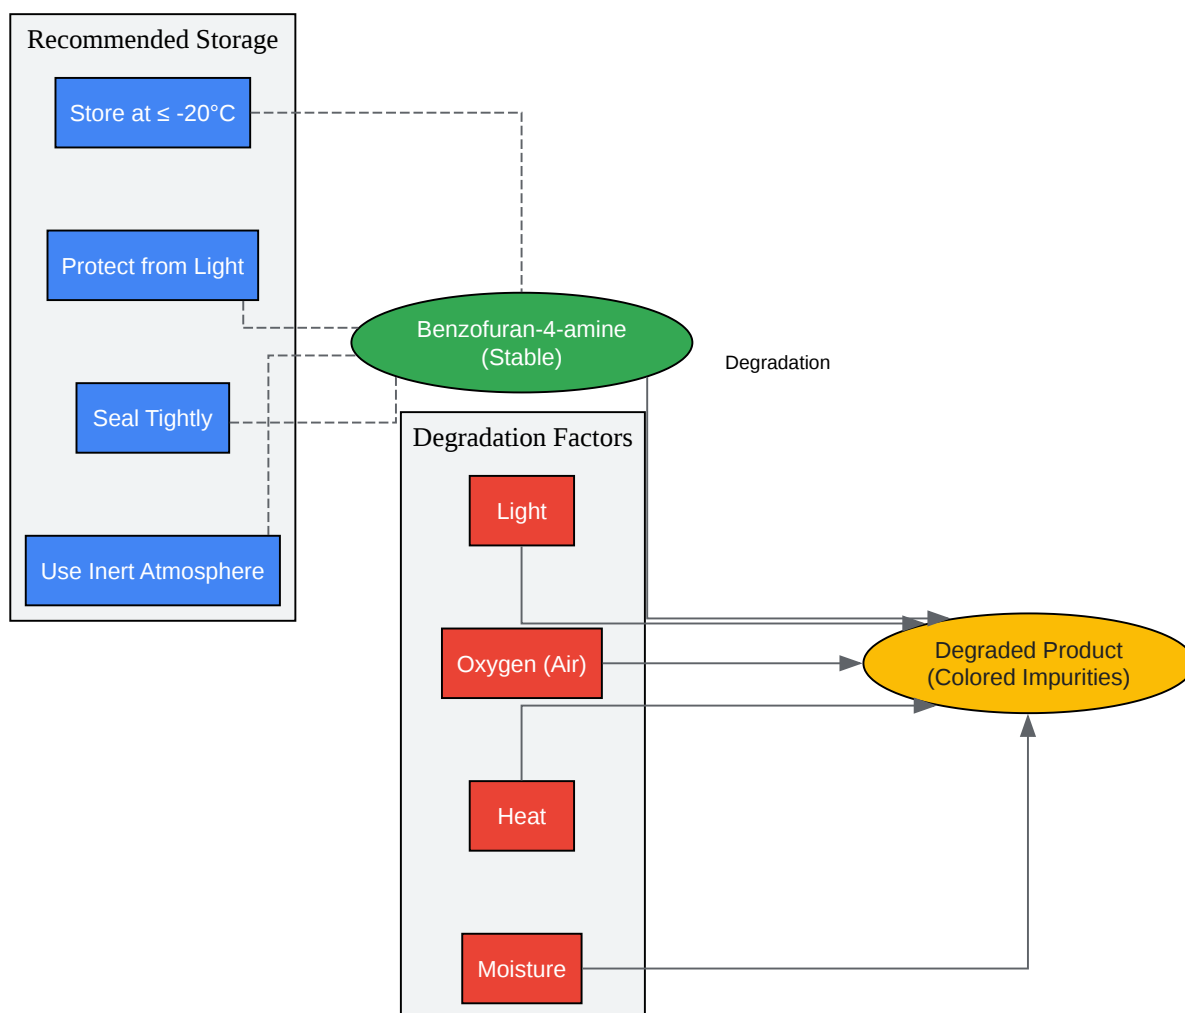 Recommended Storage
Store at ≤ -20°C
Protect from Light
Seal Tightly
Use Inert Atmosphere
Benzofuran-4-amine
(Stable)
Degradation
Degradation Factors
Light
Oxygen (Air)
Heat
Moisture
Degraded Product
(Colored Impurities)